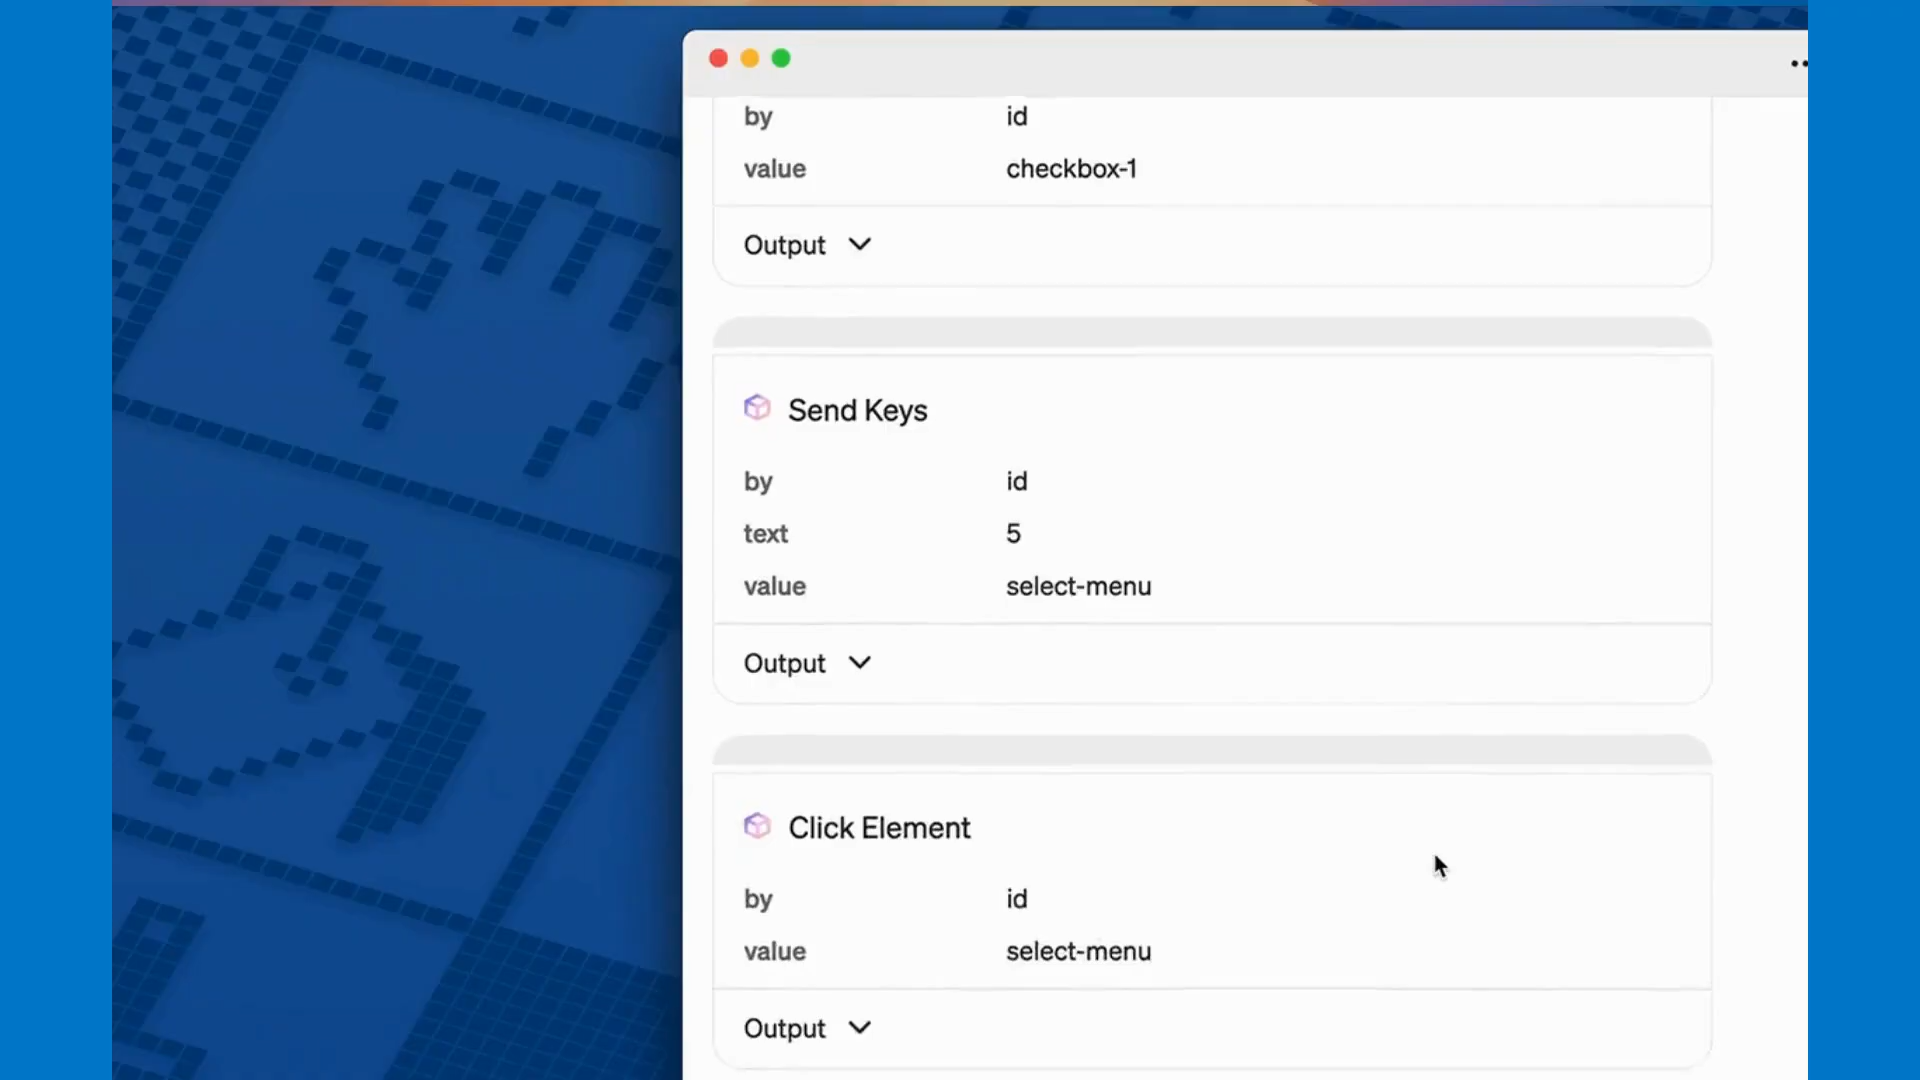 by id
value checkbox-1
Output
Send Keys
by id
text 5
value select-menu
Output
Click Element
by id
value select-menu
Output